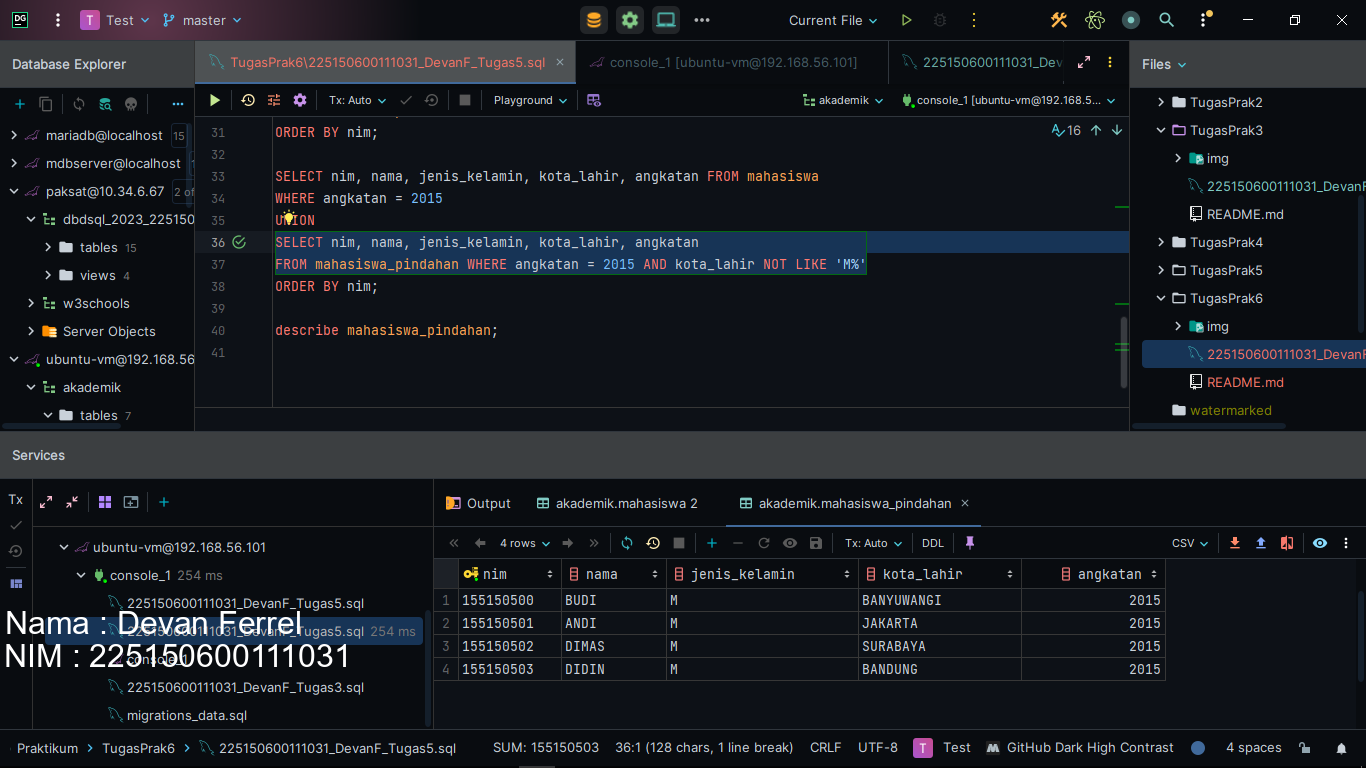 DG
T Test
master
Current File
Database Explorer
TugasPrak6\225150600111031_DevanF_Tugas5.sql
console_1 [ubuntu-vm@192.168.56.101]
225150600111031_Dev
Files
Tx: Auto
Playground
akademik
console_1 [ubuntu-vm@192.168.5...
mariadb@localhost 15
mdbserver@localhost
paksat@10.34.6.67 2 of
dbdsql_2023_225150
tables 15
views 4
w3schools
Server Objects
ubuntu-vm@192.168.56
akademik
tables 7
16
31 ORDER BY nim;
32
33 SELECT nim, nama, jenis_kelamin, kota_lahir, angkatan FROM mahasiswa
34 WHERE angkatan = 2015
35 UNION
36 SELECT nim, nama, jenis_kelamin, kota_lahir, angkatan
37 FROM mahasiswa_pindahan WHERE angkatan = 2015 AND kota_lahir NOT LIKE 'M%'
38 ORDER BY nim;
39
40 describe mahasiswa_pindahan;
41
TugasPrak2
TugasPrak3
img
225150600111031_DevanF
README.md
TugasPrak4
TugasPrak5
TugasPrak6
img
225150600111031_DevanF
README.md
watermarked
Services
Tx
ubuntu-vm@192.168.56.101
console_1 254 ms
225150600111031_DevanF_Tugas5.sql
225150600111031_DevanF_Tugas5.sql 254 ms
console_1
225150600111031_DevanF_Tugas3.sql
migrations_data.sql
Nama : Devan Ferrel
NIM : 225150600111031
Output
akademik.mahasiswa 2
akademik.mahasiswa_pindahan
4 rows
Tx: Auto
DDL
CSV
nim nama jenis_kelamin kota_lahir angkatan
1 155150500 BUDI M BANYUWANGI 2015
2 155150501 ANDI M JAKARTA 2015
3 155150502 DIMAS M SURABAYA 2015
4 155150503 DIDIN M BANDUNG 2015
Praktikum
TugasPrak6
225150600111031_DevanF_Tugas5.sql
SUM: 155150503
36:1 (128 chars, 1 line break)
CRLF
UTF-8
T Test
GitHub Dark High Contrast
4 spaces